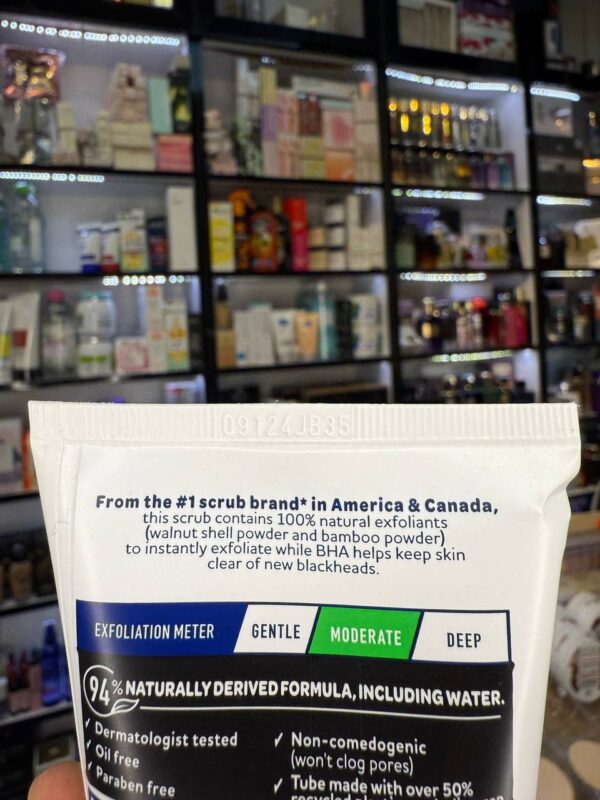 09124JB35
From the #1 scrub brand* in America & Canada,
this scrub contains 100% natural exfoliants
(walnut shell powder and bamboo powder)
to instantly exfoliate while BHA helps keep skin
clear of new blackheads.
EXFOLIATION METER GENTLE MODERATE DEEP
94% NATURALLY DERIVED FORMULA, INCLUDING WATER.
✓ Dermatologist tested
✓ Oil free
✓ Paraben free
✓ Non-comedogenic
(won't clog pores)
✓ Tube made with over 50%